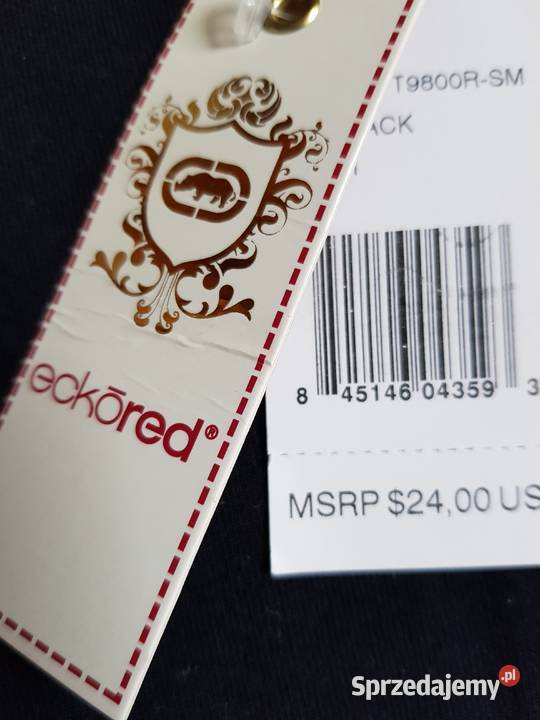 T9800R-SM
ACK
8 45146 04359 3
MSRP $24,00 US
eckōred®
Sprzedajemy.pl